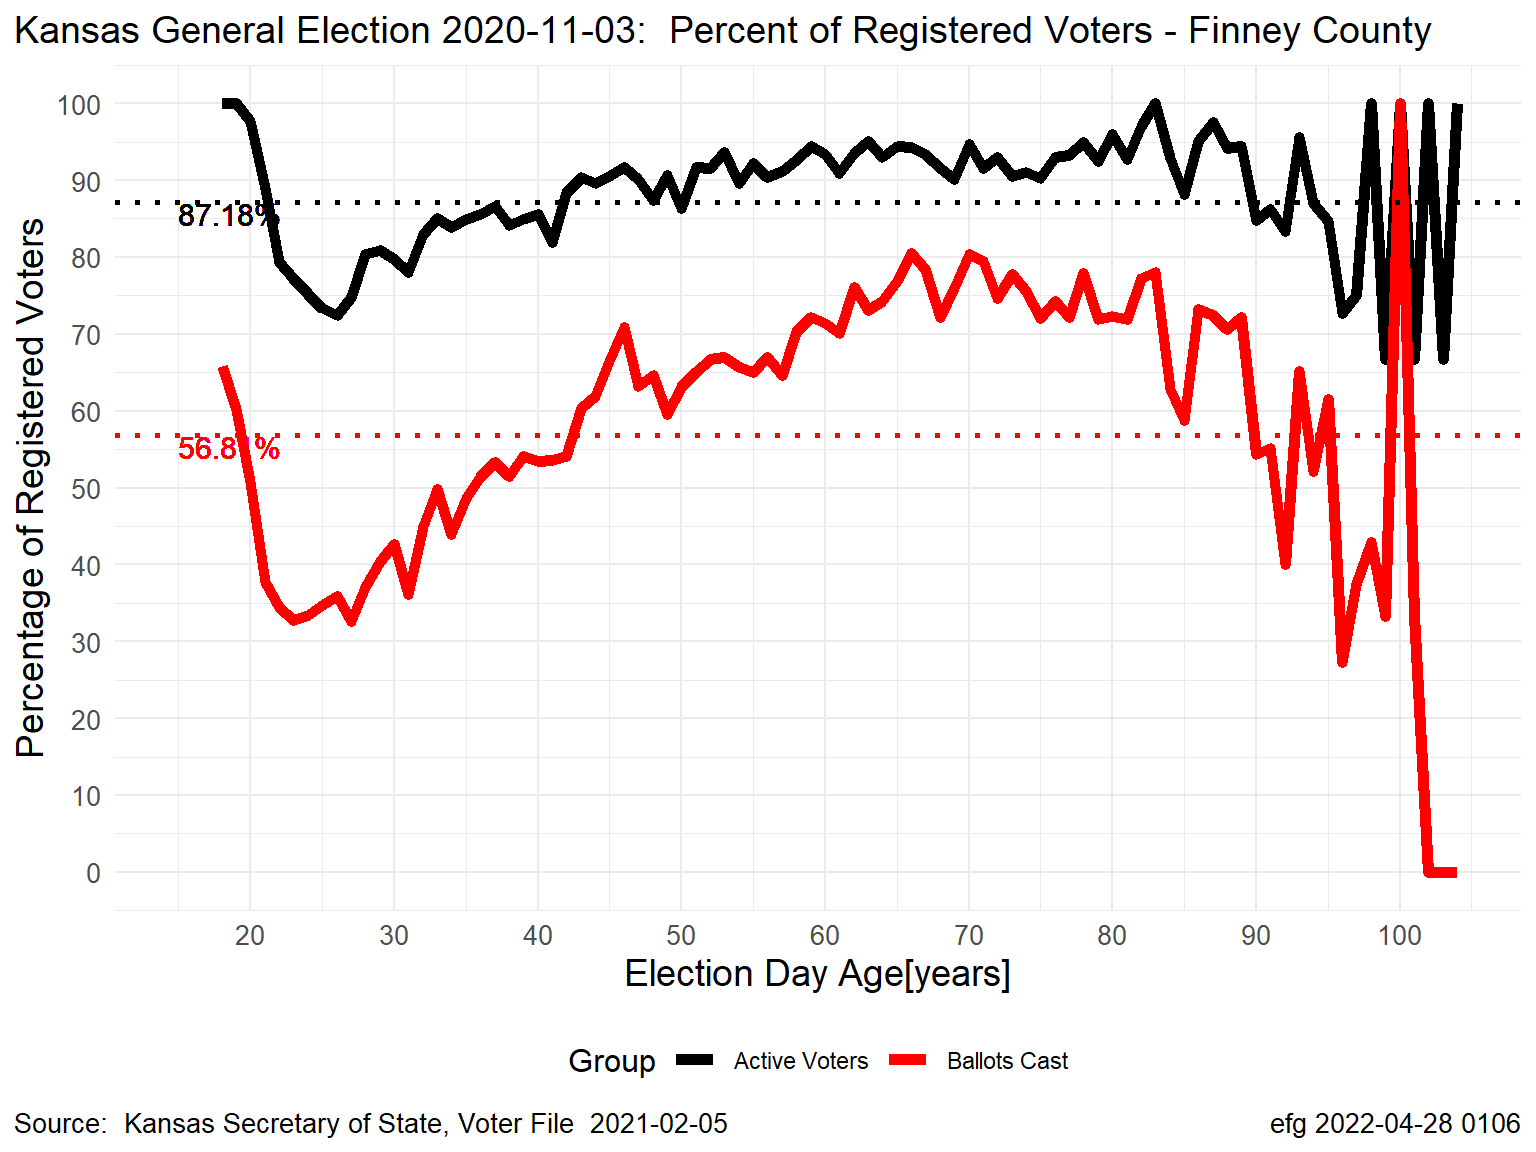 Kansas General Election 2020-11-03:  Percent of Registered Voters - Finney County
Percentage of Registered Voters
100
90
80
70
60
50
40
30
20
10
0
87.18%
56.81%
20 30 40 50 60 70 80 90 100
Election Day Age[years]
Group Active Voters Ballots Cast
Source:  Kansas Secretary of State, Voter File  2021-02-05
efg 2022-04-28 0106